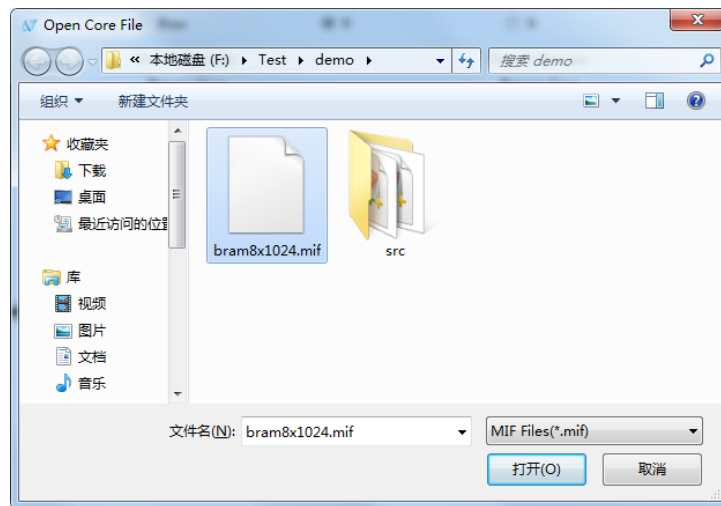 Open Core File
« 本地磁盘 (F:) ▸ Test ▸ demo ▸
搜索 demo
组织 ▼ 新建文件夹
收藏夹
下载
桌面
最近访问的位置
库
视频
图片
文档
音乐
bram8x1024.mif
src
文件名(N): bram8x1024.mif
MIF Files(*.mif)
打开(O) 取消